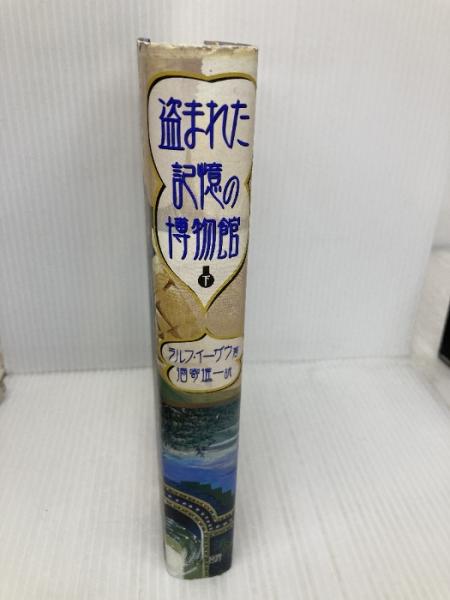 盗まれた
記憶の
博物館
下
ラルフ・イーザウ著
酒寄進一訳